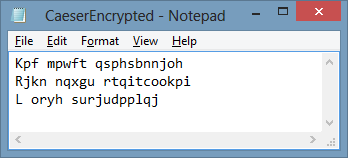 CaeserEncrypted - Notepad
File Edit Format View Help
Kpf mpwft qsphsbnnjoh
Rjkn nqxgu rtqitcookpi
L oryh surjudpplqj